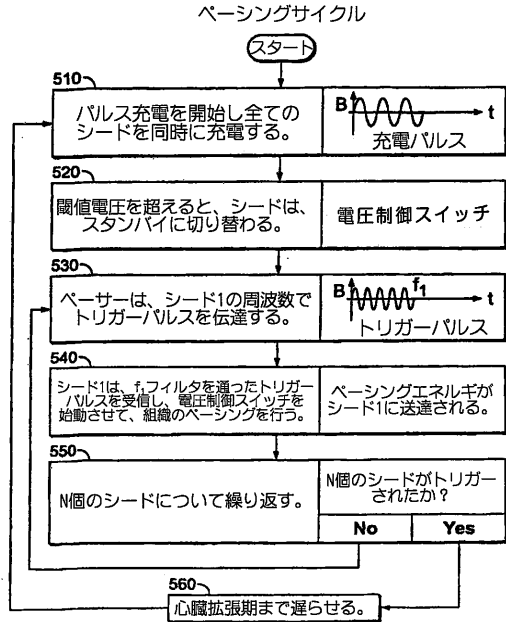 ペーシングサイクル
スタート
510
パルス充電を開始し全ての
シードを同時に充電する。
B
t
充電パルス
520
閾値電圧を超えると、シードは、
スタンバイに切り替わる。
電圧制御スイッチ
530
ペーサーは、シード1の周波数で
トリガーパルスを伝達する。
B
f₁
t
トリガーパルス
540
シード1は、f₁フィルタを通ったトリガー
パルスを受信し、電圧制御スイッチを
始動させて、組織のペーシングを行う。
ペーシングエネルギが
シード1に送達される。
550
N個のシードについて繰り返す。
N個のシードがトリガー
されたか?
No
Yes
560
心臓拡張期まで遅らせる。